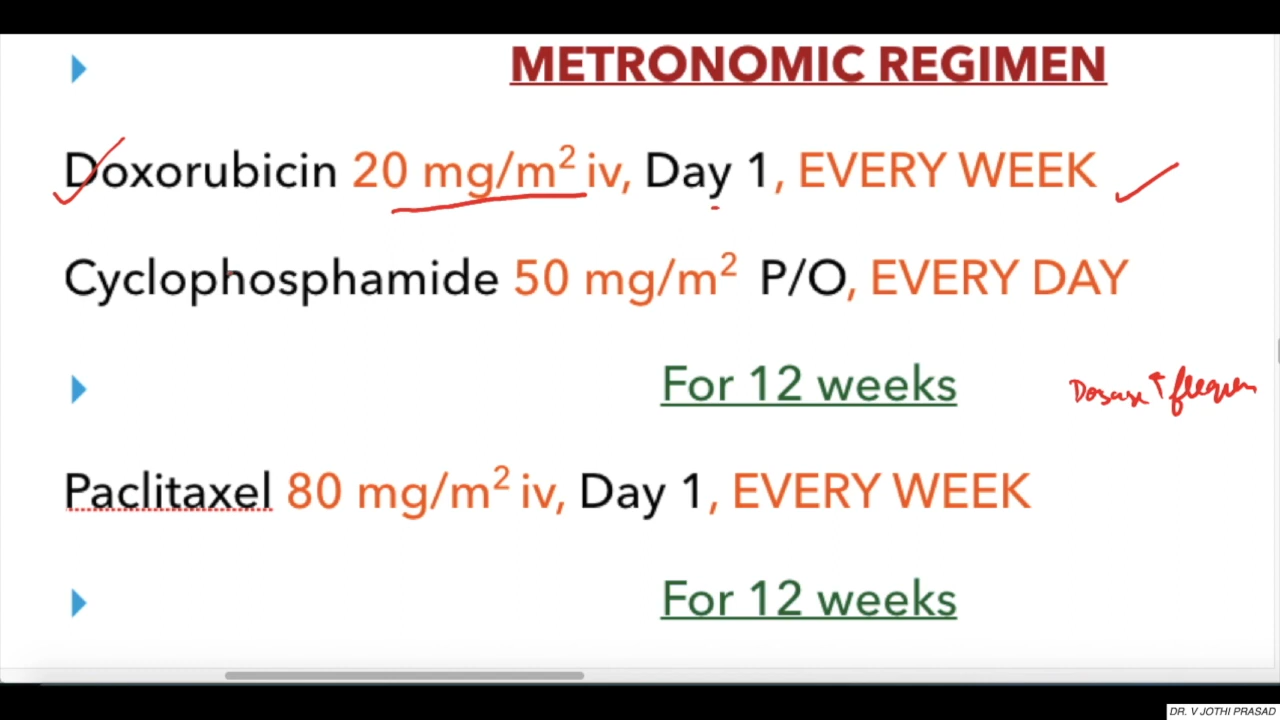 METRONOMIC REGIMEN
Doxorubicin 20 mg/m² iv, Day 1, EVERY WEEK
Cyclophosphamide 50 mg/m² P/O, EVERY DAY
For 12 weeks
Dosage ↑
Paclitaxel 80 mg/m² iv, Day 1, EVERY WEEK
For 12 weeks
DR. V JOTHI PRASAD